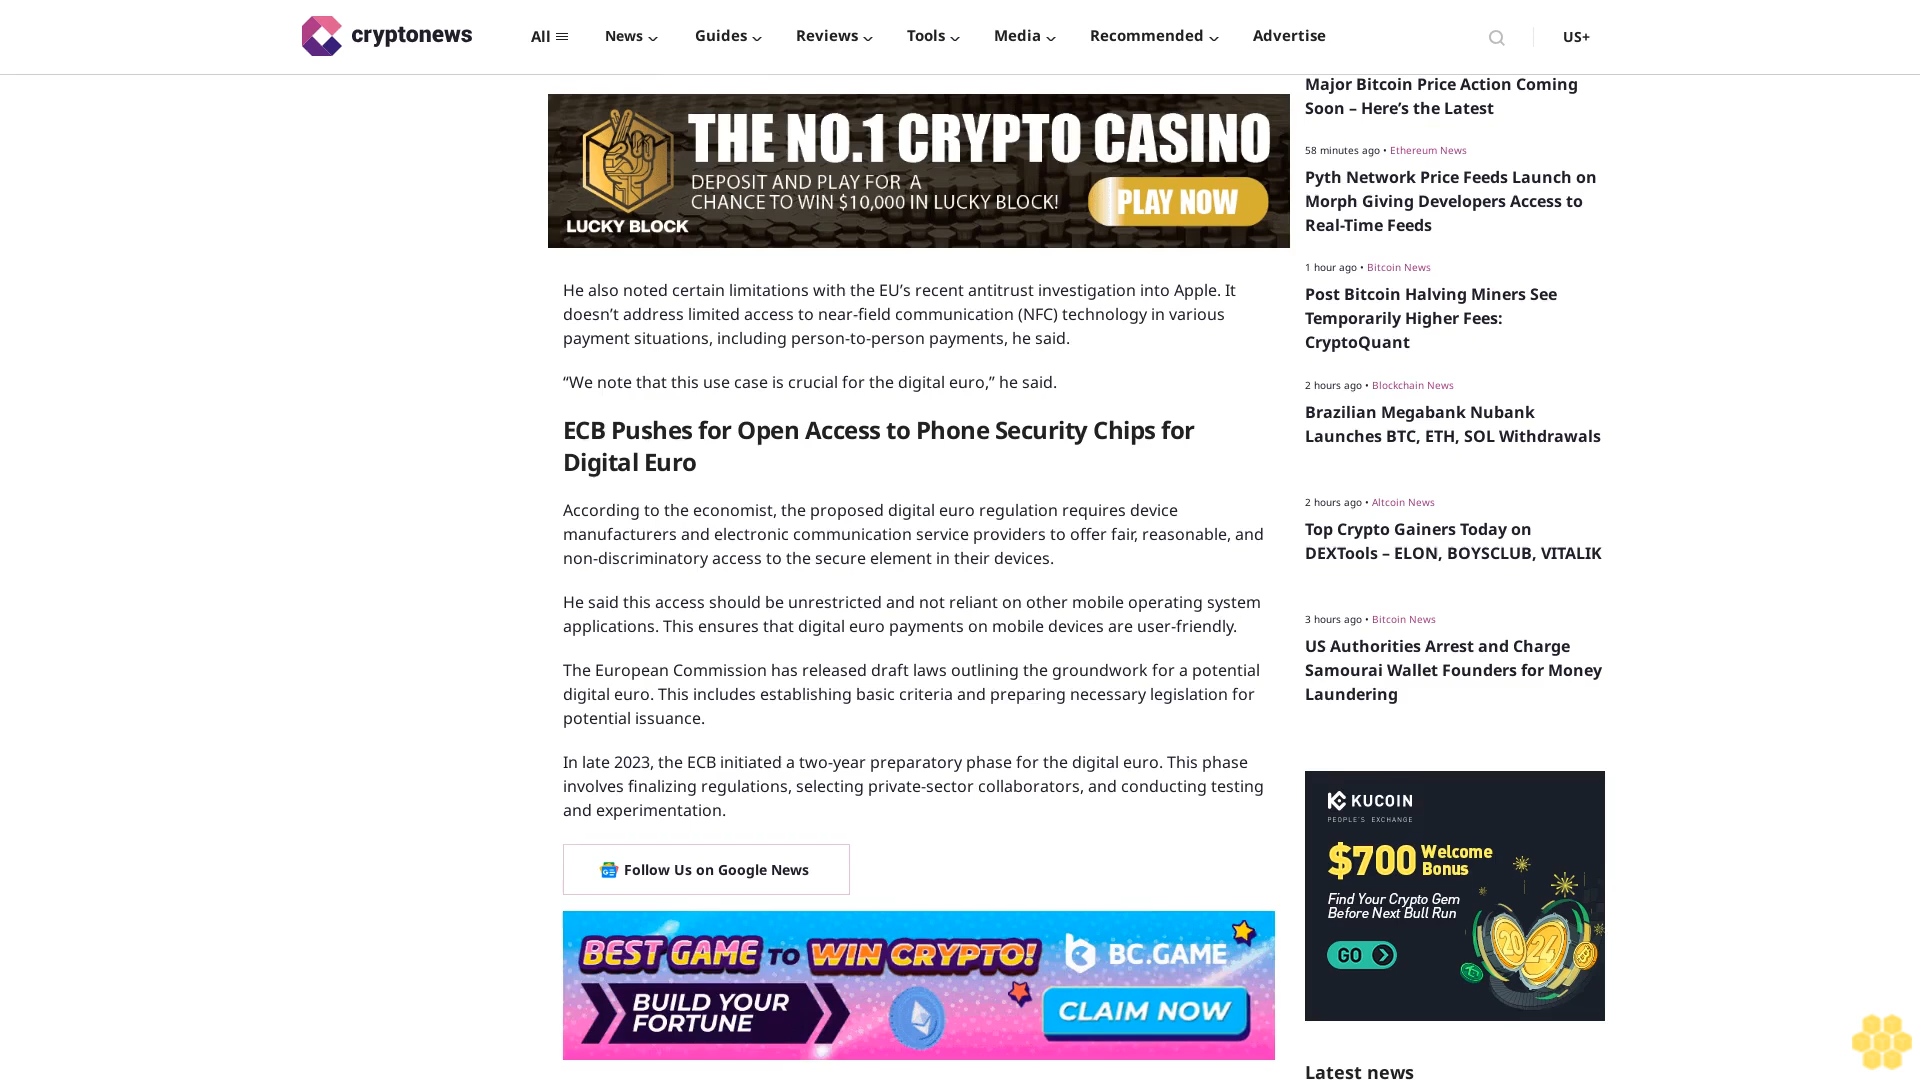 cryptonews
All
News
Guides
Reviews
Tools
Media
Recommended
Advertise
US+
THE NO.1 CRYPTO CASINO
DEPOSIT AND PLAY FOR A
CHANCE TO WIN $10,000 IN LUCKY BLOCK!
PLAY NOW
LUCKY BLOCK
He also noted certain limitations with the EU’s recent antitrust investigation into Apple. It
doesn’t address limited access to near-field communication (NFC) technology in various
payment situations, including person-to-person payments, he said.
“We note that this use case is crucial for the digital euro,” he said.
ECB Pushes for Open Access to Phone Security Chips for
Digital Euro
According to the economist, the proposed digital euro regulation requires device
manufacturers and electronic communication service providers to offer fair, reasonable, and
non-discriminatory access to the secure element in their devices.
He said this access should be unrestricted and not reliant on other mobile operating system
applications. This ensures that digital euro payments on mobile devices are user-friendly.
The European Commission has released draft laws outlining the groundwork for a potential
digital euro. This includes establishing basic criteria and preparing necessary legislation for
potential issuance.
In late 2023, the ECB initiated a two-year preparatory phase for the digital euro. This phase
involves finalizing regulations, selecting private-sector collaborators, and conducting testing
and experimentation.
Follow Us on Google News
BEST GAME TO WIN CRYPTO!
BC.GAME
BUILD YOUR
FORTUNE
CLAIM NOW
Major Bitcoin Price Action Coming
Soon – Here’s the Latest
58 minutes ago • Ethereum News
Pyth Network Price Feeds Launch on
Morph Giving Developers Access to
Real-Time Feeds
1 hour ago • Bitcoin News
Post Bitcoin Halving Miners See
Temporarily Higher Fees:
CryptoQuant
2 hours ago • Blockchain News
Brazilian Megabank Nubank
Launches BTC, ETH, SOL Withdrawals
2 hours ago • Altcoin News
Top Crypto Gainers Today on
DEXTools – ELON, BOYSCLUB, VITALIK
3 hours ago • Bitcoin News
US Authorities Arrest and Charge
Samourai Wallet Founders for Money
Laundering
KUCOIN
PEOPLE'S EXCHANGE
$700 Welcome
Bonus
Find Your Crypto Gem
Before Next Bull Run
GO
20 24
Latest news